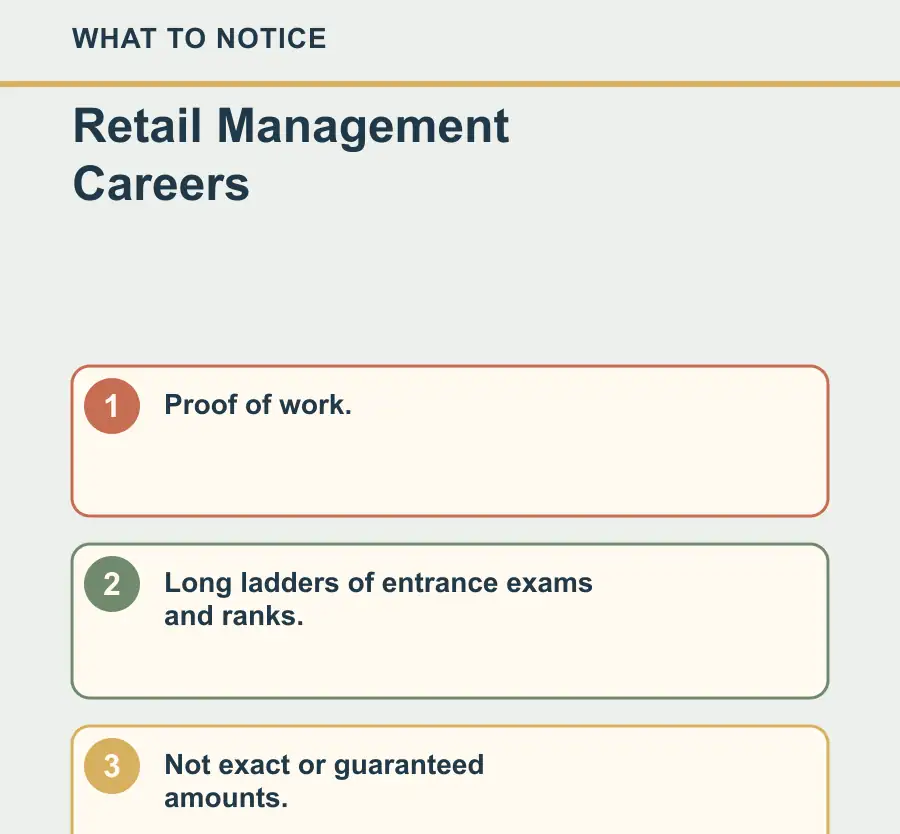 WHAT TO NOTICE
Retail Management
Careers
1
Proof of work.
2
Long ladders of entrance exams
and ranks.
3
Not exact or guaranteed
amounts.